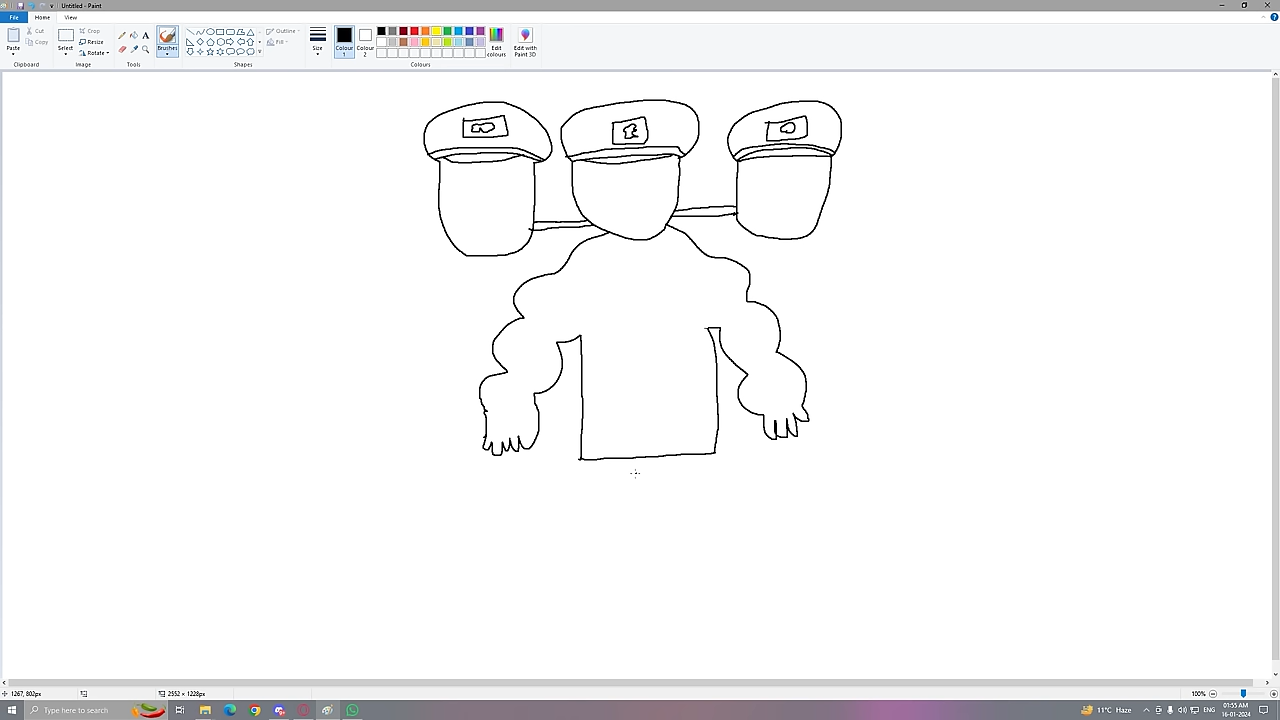 Untitled - Paint
File Home View
Paste
Cut
Copy
Clipboard
Select
Crop
Resize
Rotate
Image
Tools
Brushes
Shapes
Outline
Fill
Size
Colour 1
Colour 2
Colours
Edit colours
Edit with Paint 3D
1267, 802px
2552 × 1228px
100%
Type here to search
11°C Haze
ENG
01:55 AM
16-01-2024